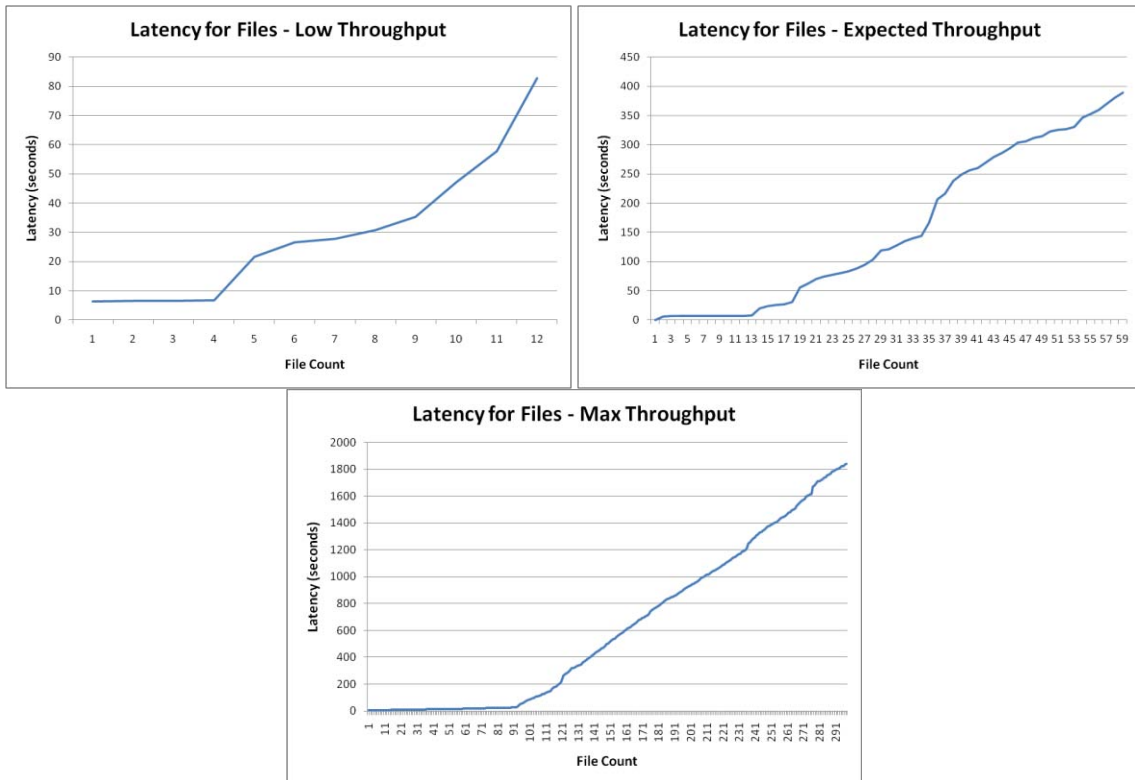 Latency for Files - Low Throughput
90
80
70
60
50
40
30
20
10
0
Latency (seconds)
1 2 3 4 5 6 7 8 9 10 11 12
File Count
Latency for Files - Expected Throughput
450
400
350
300
250
200
150
100
50
0
Latency (seconds)
1 3 5 7 9 11 13 15 17 19 21 23 25 27 29 31 33 35 37 39 41 43 45 47 49 51 53 55 57 59
File Count
Latency for Files - Max Throughput
2000
1800
1600
1400
1200
1000
800
600
400
200
0
Latency (seconds)
1 11 21 31 41 51 61 71 81 91 101 111 121 131 141 151 161 171 181 191 201 211 221 231 241 251 261 271 281 291
File Count